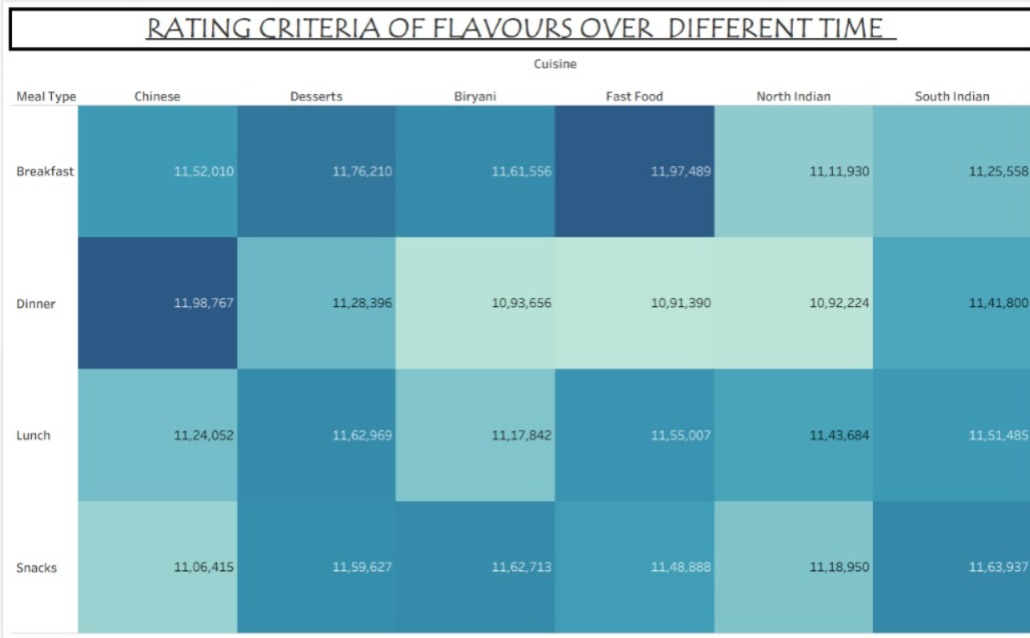 RATING CRITERIA OF FLAVOURS OVER DIFFERENT TIME
Cuisine
Meal Type Chinese Desserts Biryani Fast Food North Indian South Indian
Breakfast 11,52,010 11,76,210 11,61,556 11,97,489 11,11,930 11,25,558
Dinner 11,98,767 11,28,396 10,93,656 10,91,390 10,92,224 11,41,800
Lunch 11,24,052 11,62,969 11,17,842 11,55,007 11,43,684 11,51,485
Snacks 11,06,415 11,59,627 11,62,713 11,48,888 11,18,950 11,63,937